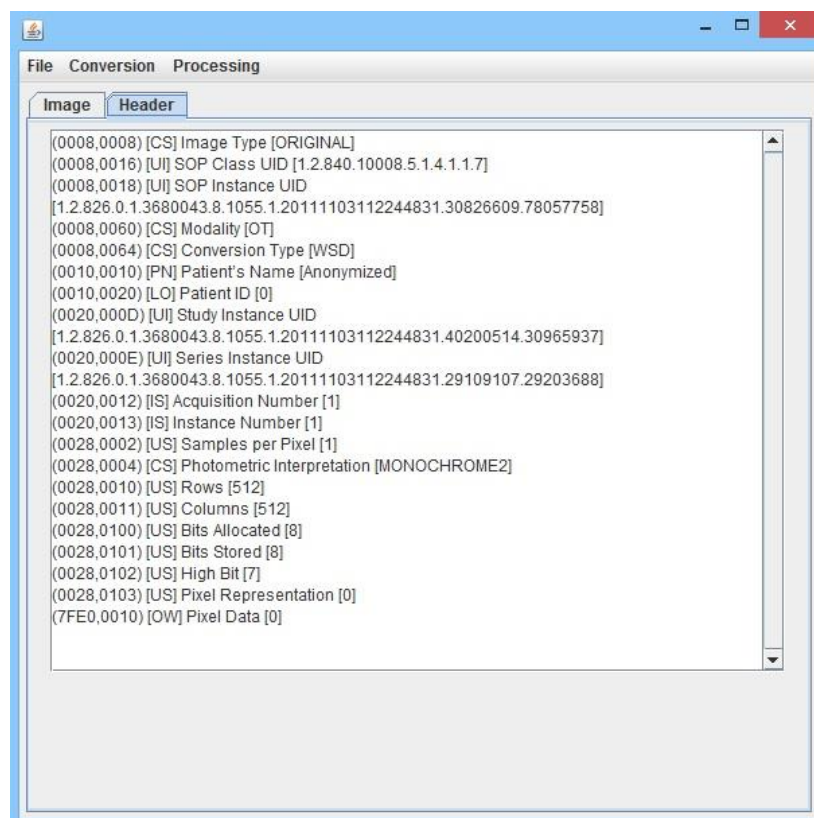 File Conversion Processing
Image Header
(0008,0008) [CS] Image Type [ORIGINAL]
(0008,0016) [UI] SOP Class UID [1.2.840.10008.5.1.4.1.1.7]
(0008,0018) [UI] SOP Instance UID
[1.2.826.0.1.3680043.8.1055.1.20111103112244831.30826609.78057758]
(0008,0060) [CS] Modality [OT]
(0008,0064) [CS] Conversion Type [WSD]
(0010,0010) [PN] Patient's Name [Anonymized]
(0010,0020) [LO] Patient ID [0]
(0020,000D) [UI] Study Instance UID
[1.2.826.0.1.3680043.8.1055.1.20111103112244831.40200514.30965937]
(0020,000E) [UI] Series Instance UID
[1.2.826.0.1.3680043.8.1055.1.20111103112244831.29109107.29203688]
(0020,0012) [IS] Acquisition Number [1]
(0020,0013) [IS] Instance Number [1]
(0028,0002) [US] Samples per Pixel [1]
(0028,0004) [CS] Photometric Interpretation [MONOCHROME2]
(0028,0010) [US] Rows [512]
(0028,0011) [US] Columns [512]
(0028,0100) [US] Bits Allocated [8]
(0028,0101) [US] Bits Stored [8]
(0028,0102) [US] High Bit [7]
(0028,0103) [US] Pixel Representation [0]
(7FE0,0010) [OW] Pixel Data [0]